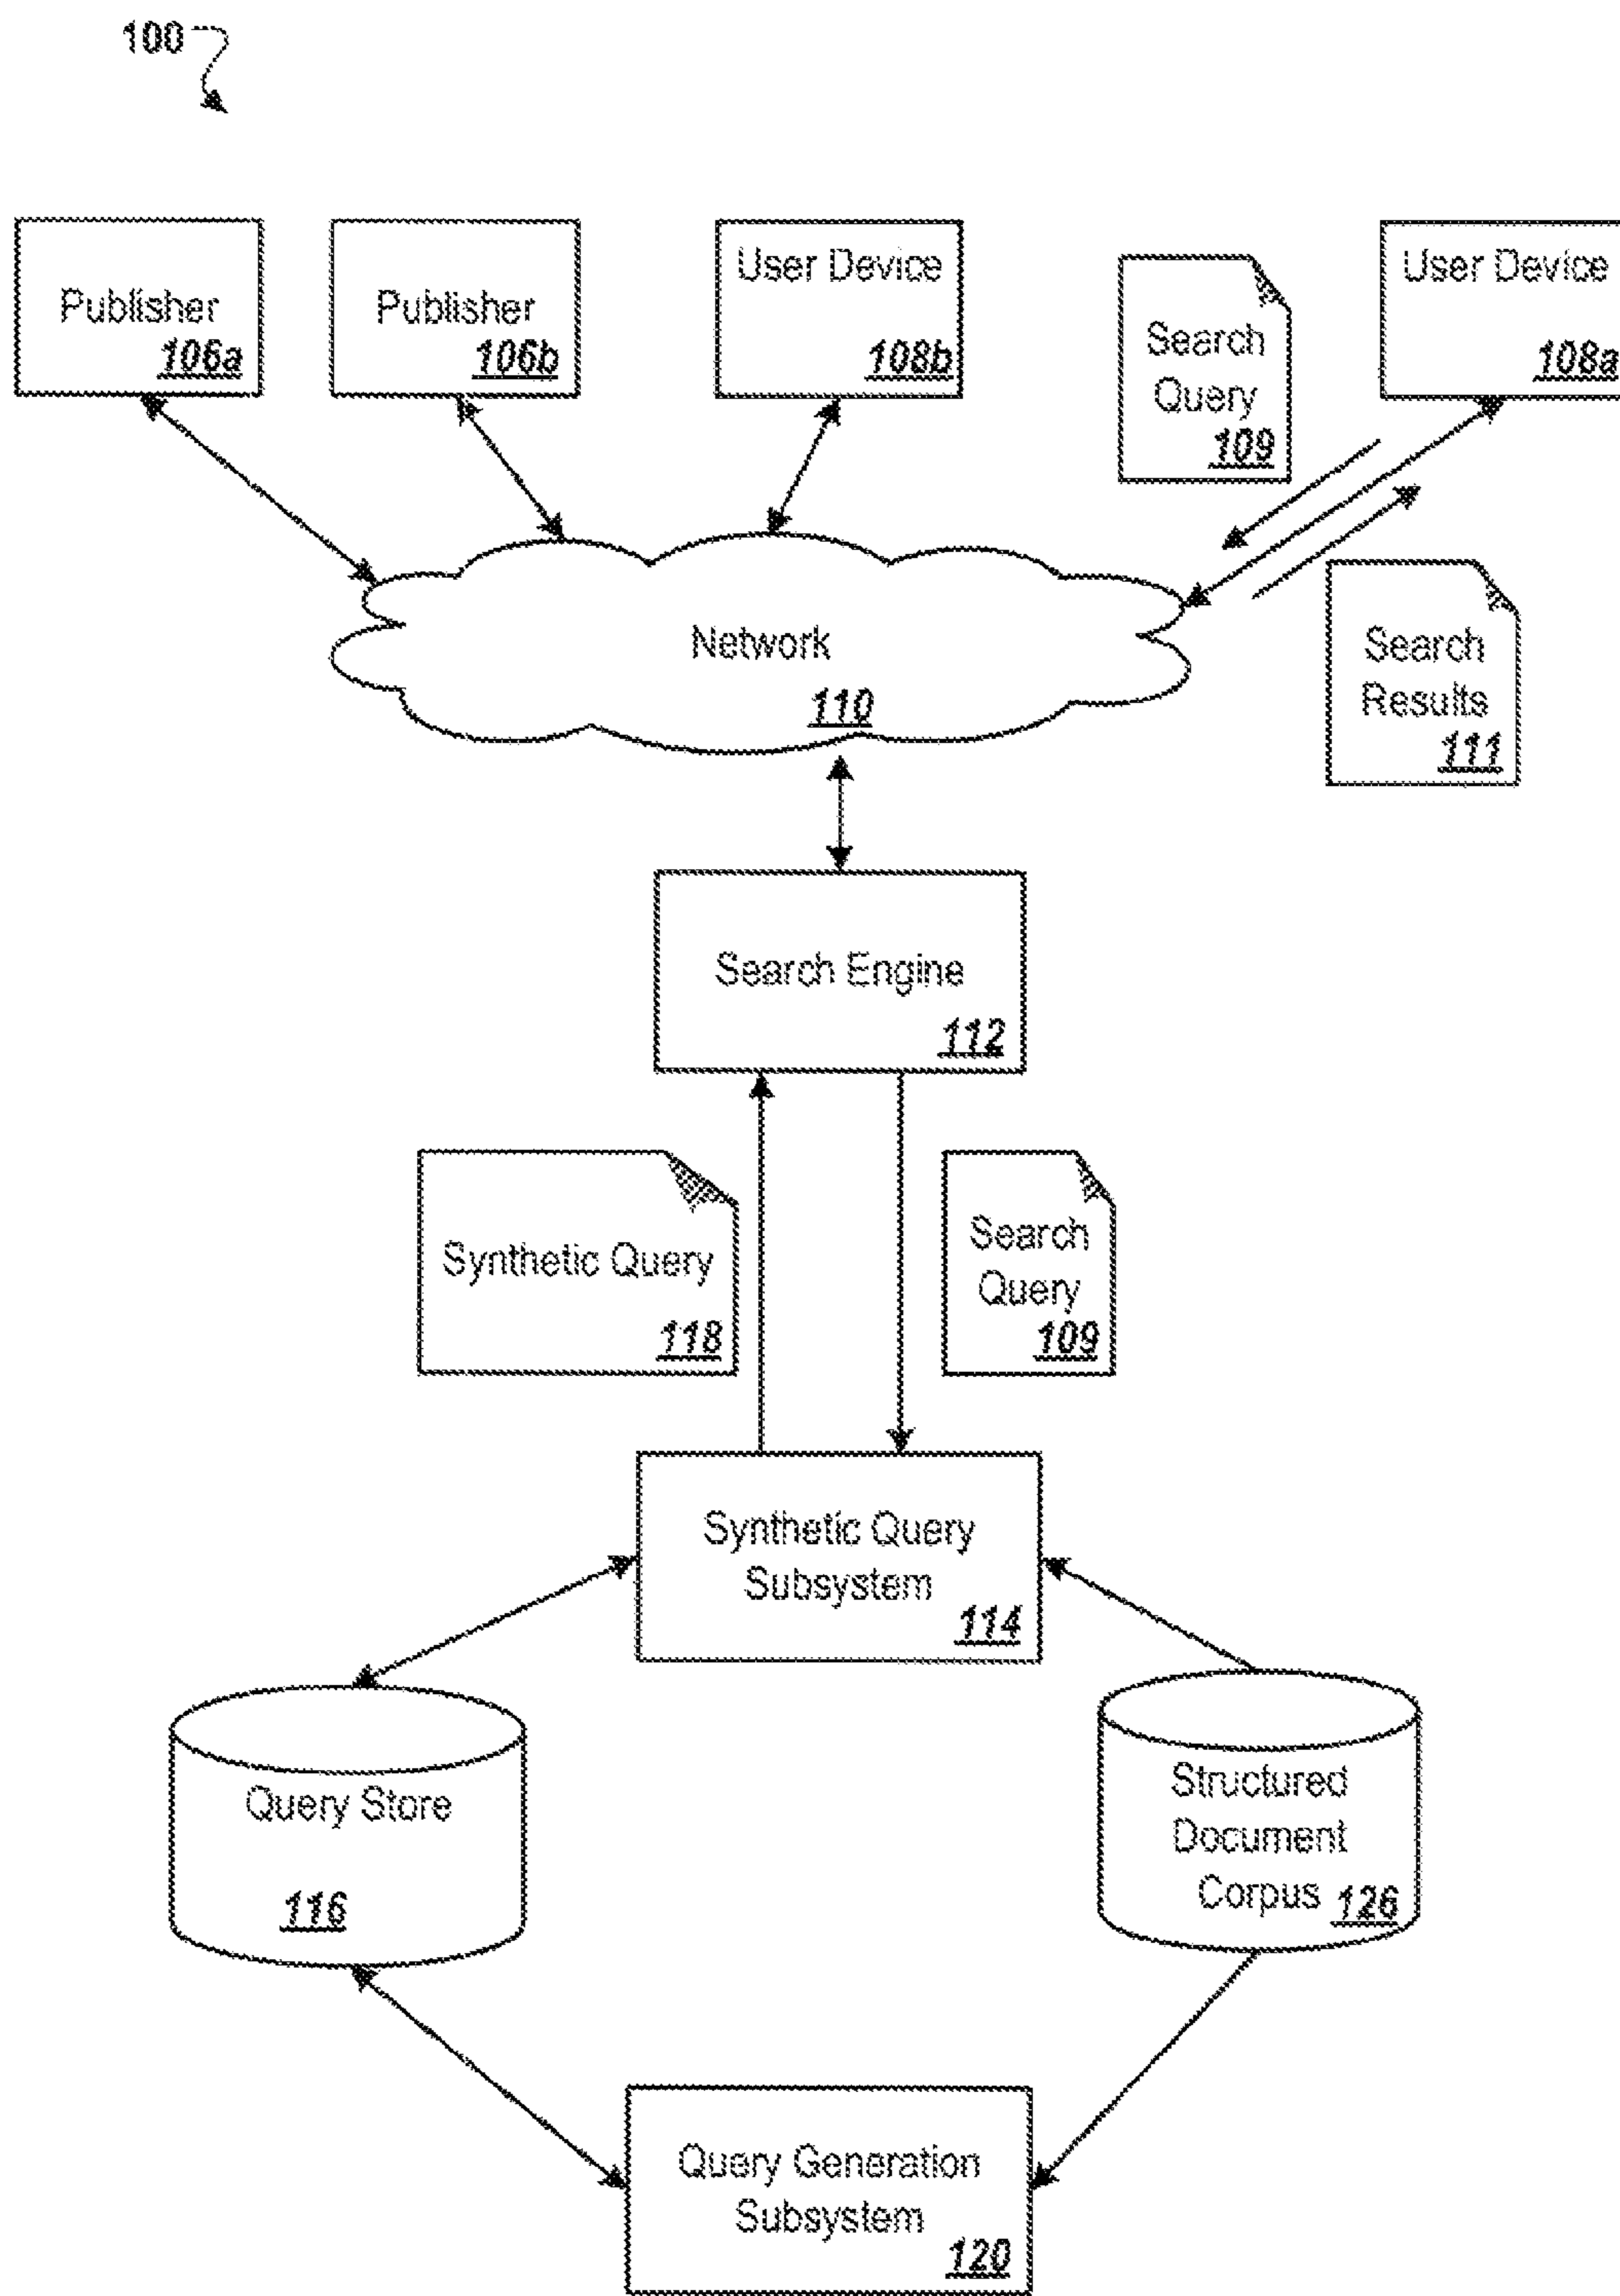 100
Publisher
106a
Publisher
106b
User Device
108b
Search
Query
109
User Device
108a
Network
110
Search
Results
111
Search Engine
112
Synthetic Query
118
Search
Query
109
Synthetic Query
Subsystem
114
Query Store
116
Structured
Document
Corpus 126
Query Generation
Subsystem
120